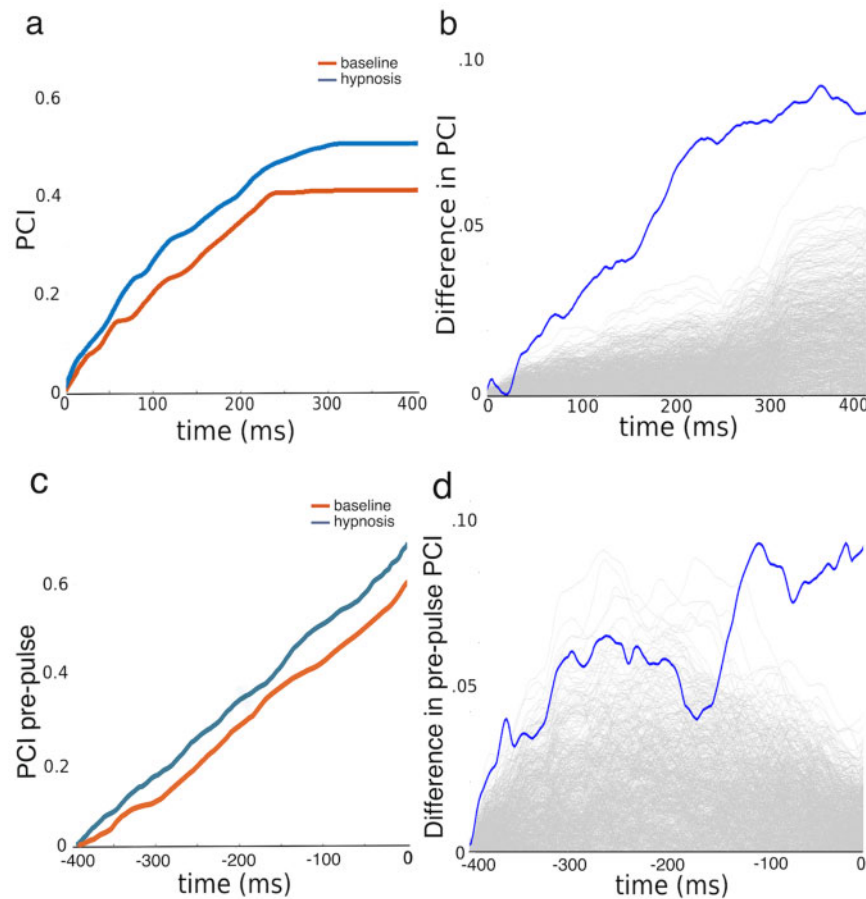 a
baseline
hypnosis
0.6
0.4
0.2
0
PCI
0 100 200 300 400
time (ms)
b
.10
.05
0
Difference in PCI
0 100 200 300 400
time (ms)
c
baseline
hypnosis
0.6
0.4
0.2
0
PCI pre-pulse
-400 -300 -200 -100 0
time (ms)
d
.10
.05
0
Difference in pre-pulse PCI
-400 -300 -200 -100 0
time (ms)